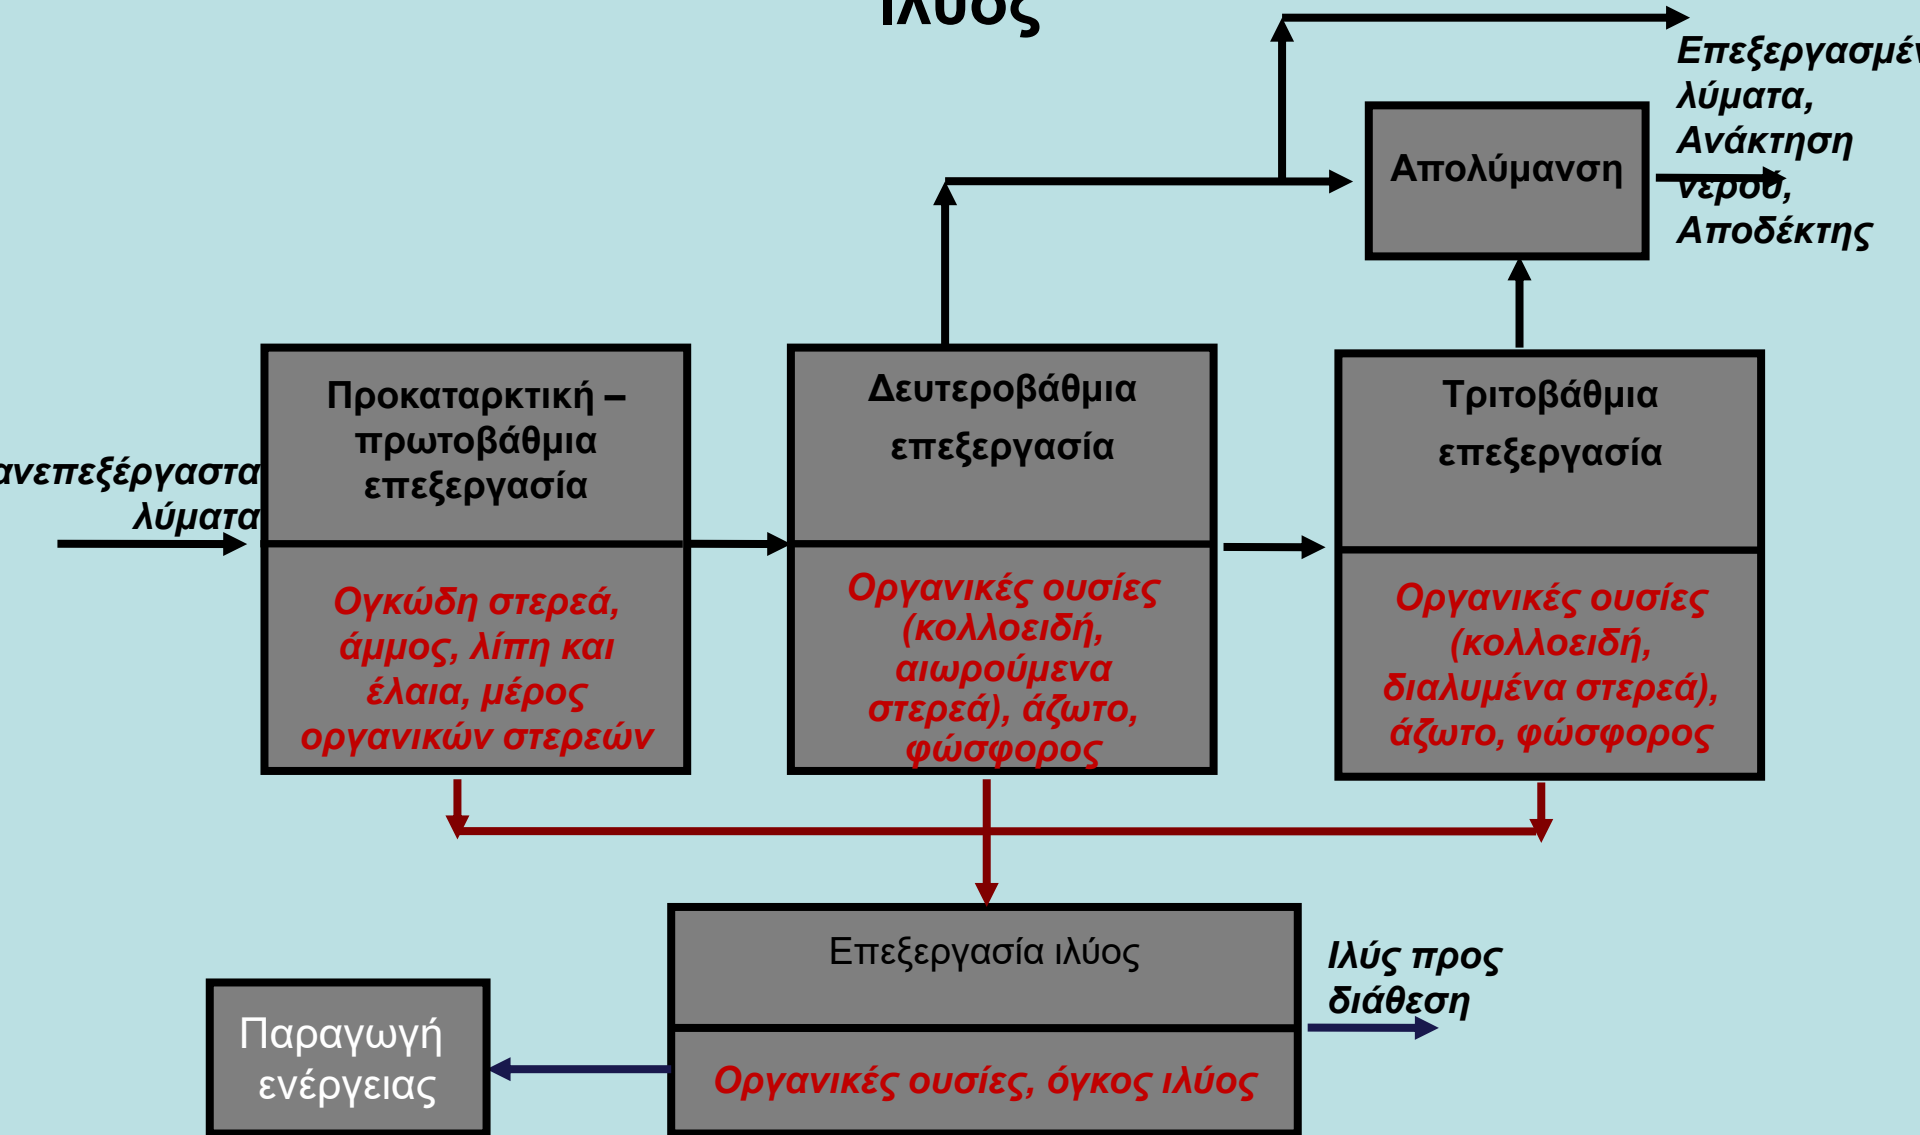 ιλύος
Επεξεργασμέν
λύματα,
Ανάκτηση
νερού,
Αποδέκτης
Απολύμανση
Προκαταρκτική –
πρωτοβάθμια
επεξεργασία
Δευτεροβάθμια
επεξεργασία
Τριτοβάθμια
επεξεργασία
ανεπεξέργαστα
λύματα
Ογκώδη στερεά,
άμμος, λίπη και
έλαια, μέρος
οργανικών στερεών
Οργανικές ουσίες
(κολλοειδή,
αιωρούμενα
στερεά), άζωτο,
φώσφορος
Οργανικές ουσίες
(κολλοειδή,
διαλυμένα στερεά),
άζωτο, φώσφορος
Επεξεργασία ιλύος
Οργανικές ουσίες, όγκος ιλύος
Ιλύς προς
διάθεση
Παραγωγή
ενέργειας